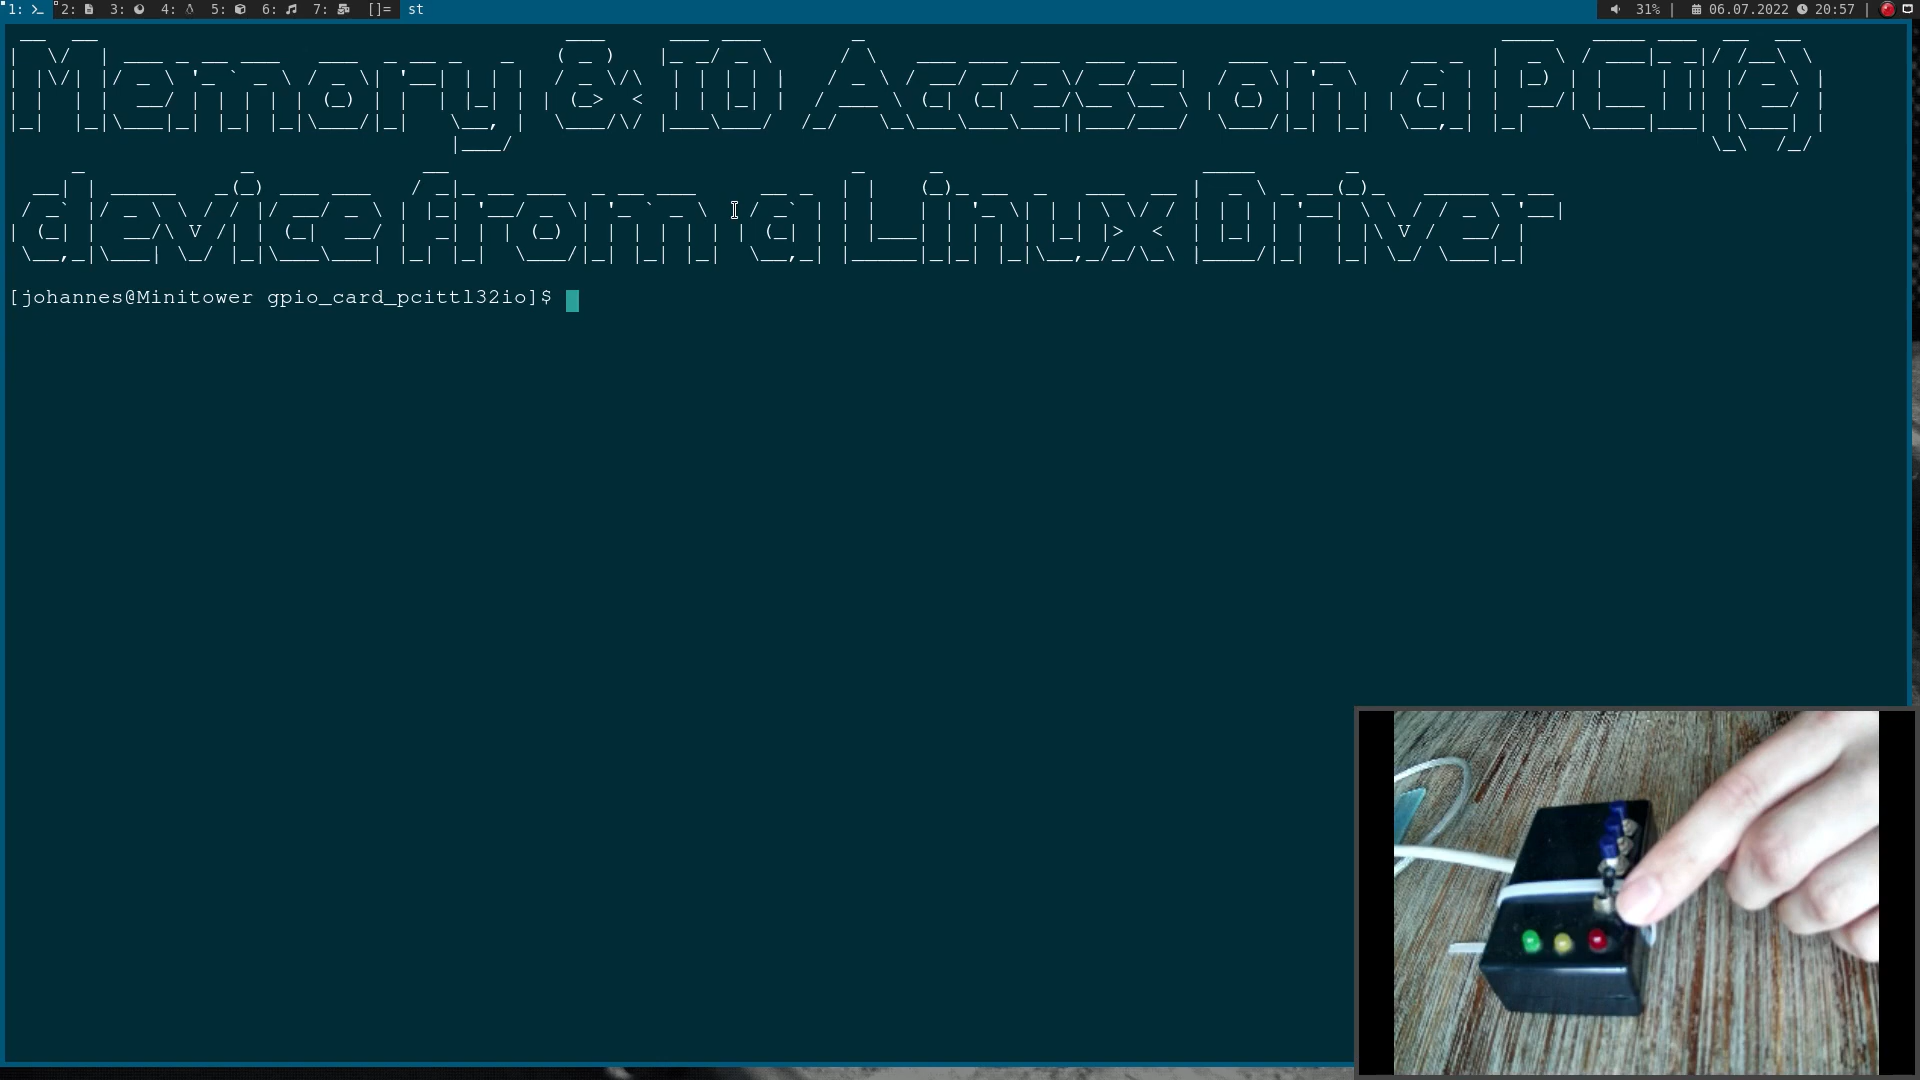 1: 2: 3: 4: 5: 6: 7: []= st 31% | 06.07.2022 20:57 |
Memory & IO Access on a PCI(e)
device from a Linux Driver
[johannes@Minitower gpio_card_pcittl32io]$